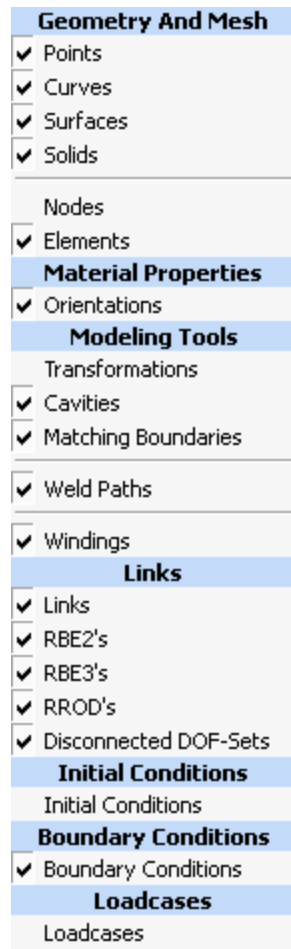 Geometry And Mesh
Points
Curves
Surfaces
Solids
Nodes
Elements
Material Properties
Orientations
Modeling Tools
Transformations
Cavities
Matching Boundaries
Weld Paths
Windings
Links
Links
RBE2's
RBE3's
RROD's
Disconnected DOF-Sets
Initial Conditions
Initial Conditions
Boundary Conditions
Boundary Conditions
Loadcases
Loadcases